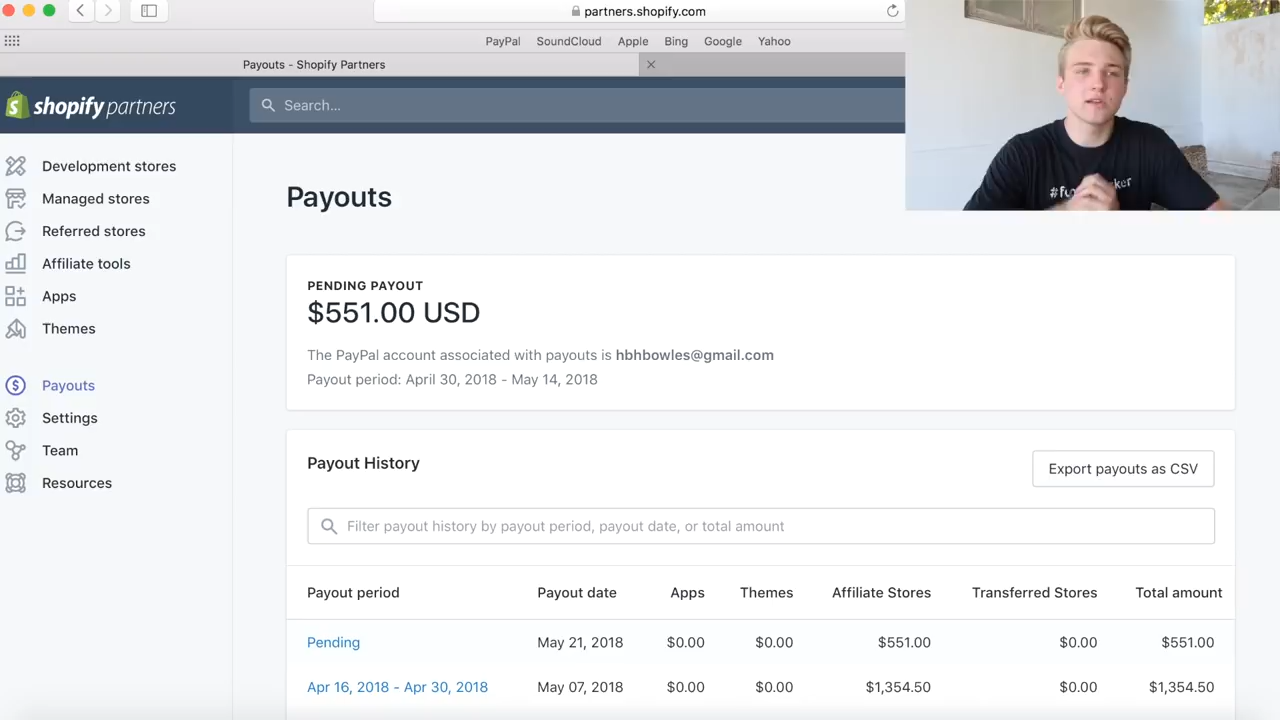 partners.shopify.com
PayPal SoundCloud Apple Bing Google Yahoo
Payouts - Shopify Partners
shopify partners
Search...
Development stores
Managed stores
Referred stores
Affiliate tools
Apps
Themes
Payouts
Settings
Team
Resources
Payouts
PENDING PAYOUT
$551.00 USD
The PayPal account associated with payouts is hbhbowles@gmail.com
Payout period: April 30, 2018 - May 14, 2018
Payout History
Export payouts as CSV
Filter payout history by payout period, payout date, or total amount
Payout period Payout date Apps Themes Affiliate Stores Transferred Stores Total amount
Pending May 21, 2018 $0.00 $0.00 $551.00 $0.00 $551.00
Apr 16, 2018 - Apr 30, 2018 May 07, 2018 $0.00 $0.00 $1,354.50 $0.00 $1,354.50